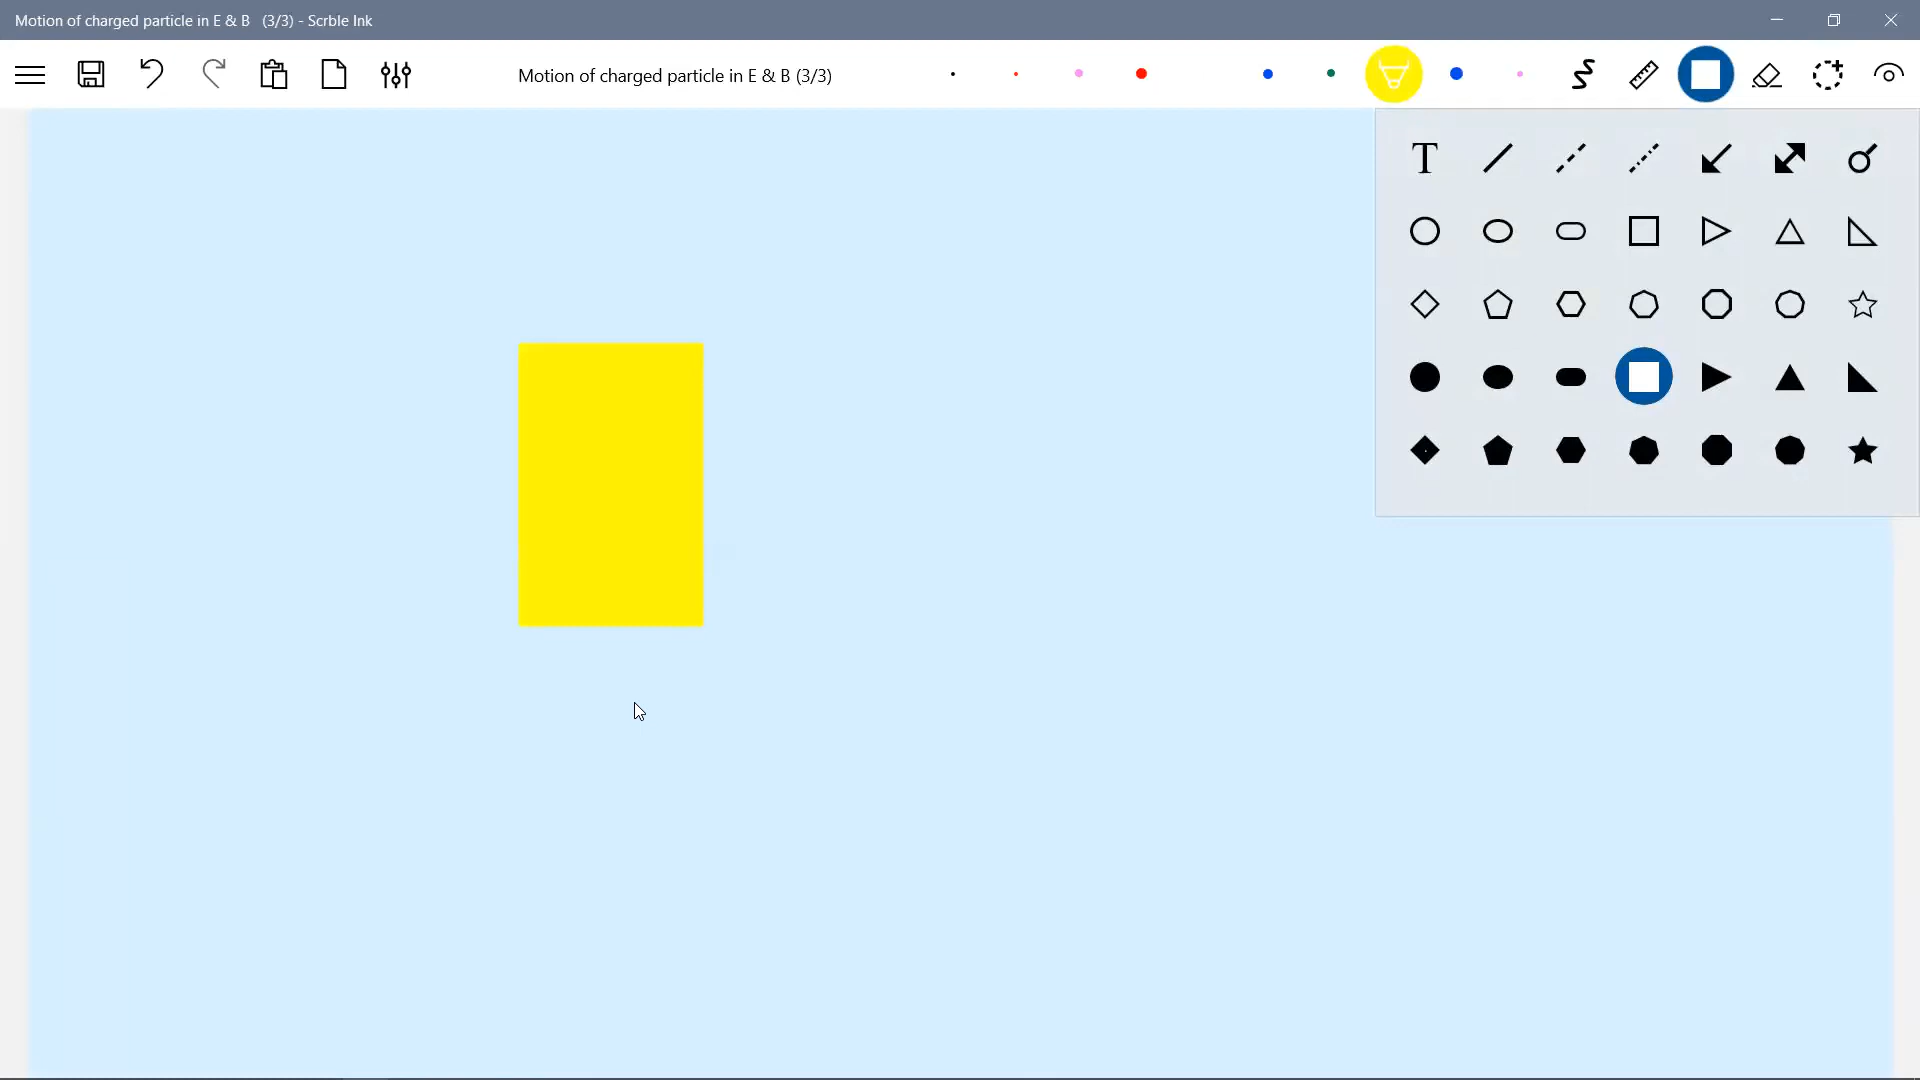 Motion of charged particle in E & B (3/3) - Scrble Ink
Motion of charged particle in E & B (3/3)
T